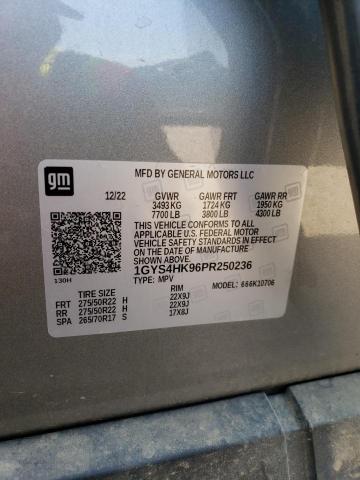 gm
MFD BY GENERAL MOTORS LLC
12/22 GVWR GAWR FRT GAWR RR
3493 KG 1724 KG 1950 KG
7700 LB 3800 LB 4300 LB
THIS VEHICLE CONFORMS TO ALL
APPLICABLE U.S. FEDERAL MOTOR
VEHICLE SAFETY STANDARDS IN EFFECT
ON THE DATE OF MANUFACTURE
SHOWN ABOVE.
1GYS4HK96PR250236
130H TYPE: MPV MODEL: 666K10706
TIRE SIZE RIM
FRT 275/50R22 H 22X9J
RR 275/50R22 H 22X9J
SPA 265/70R17 S 17X8J